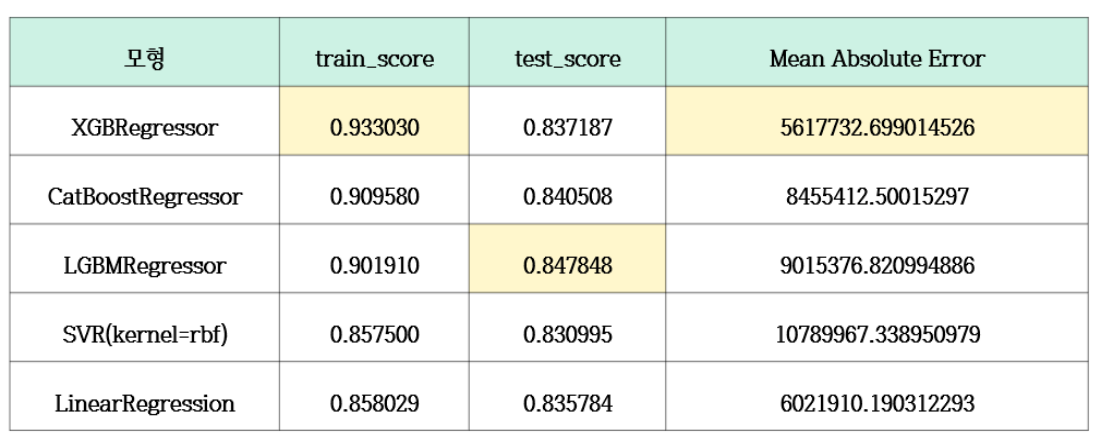 모형 train_score test_score Mean Absolute Error
XGBRegressor 0.933030 0.837187 5617732.699014526
CatBoostRegressor 0.909580 0.840508 8455412.50015297
LGBMRegressor 0.901910 0.847848 9015376.820994886
SVR(kernel=rbf) 0.857500 0.830995 10789967.338950979
LinearRegression 0.858029 0.835784 6021910.190312293